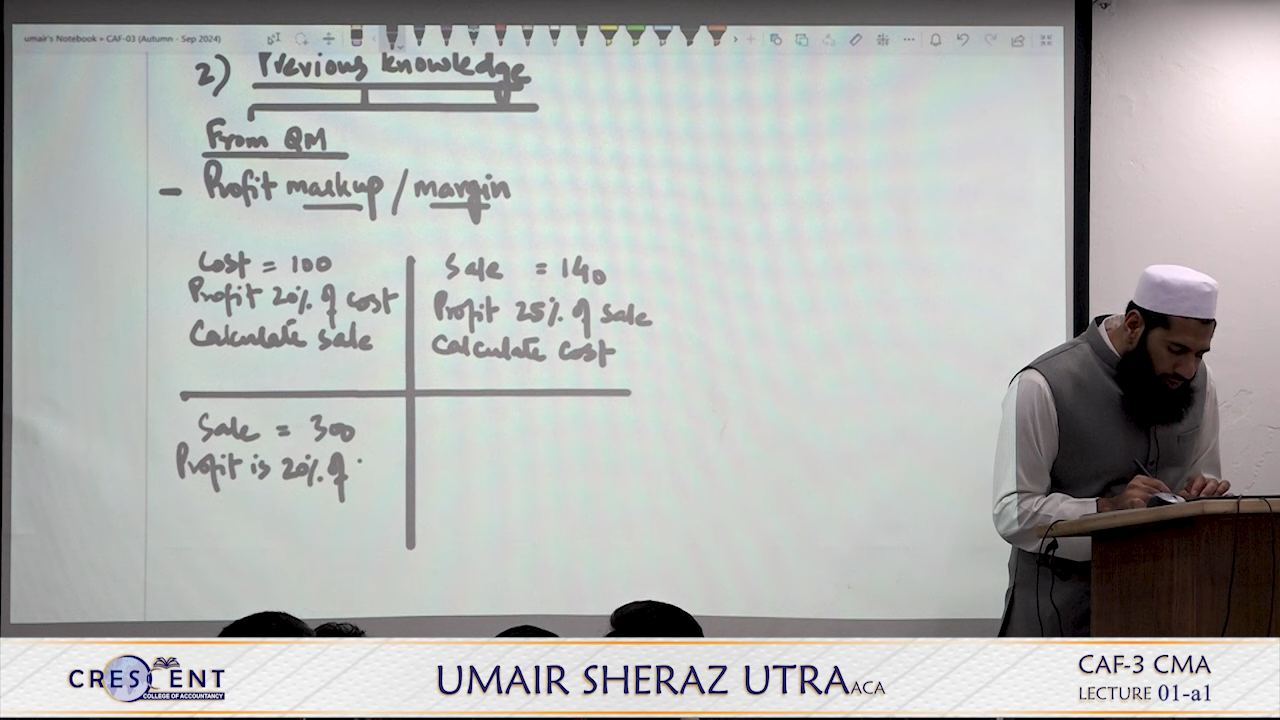 umair's Notebook > CAF-03 (Autumn - Sep 2024)
2) Previous knowledge
From QM
- Profit markup / margin
Cost = 100
Profit 20% of cost
Calculate sale
Sale = 140
Profit 25% of sale
Calculate cost
Sale = 300
Profit is 20% of
CRESCENT
COLLEGE OF ACCOUNTANCY
UMAIR SHERAZ UTRA ACA
CAF-3 CMA
LECTURE 01-a1